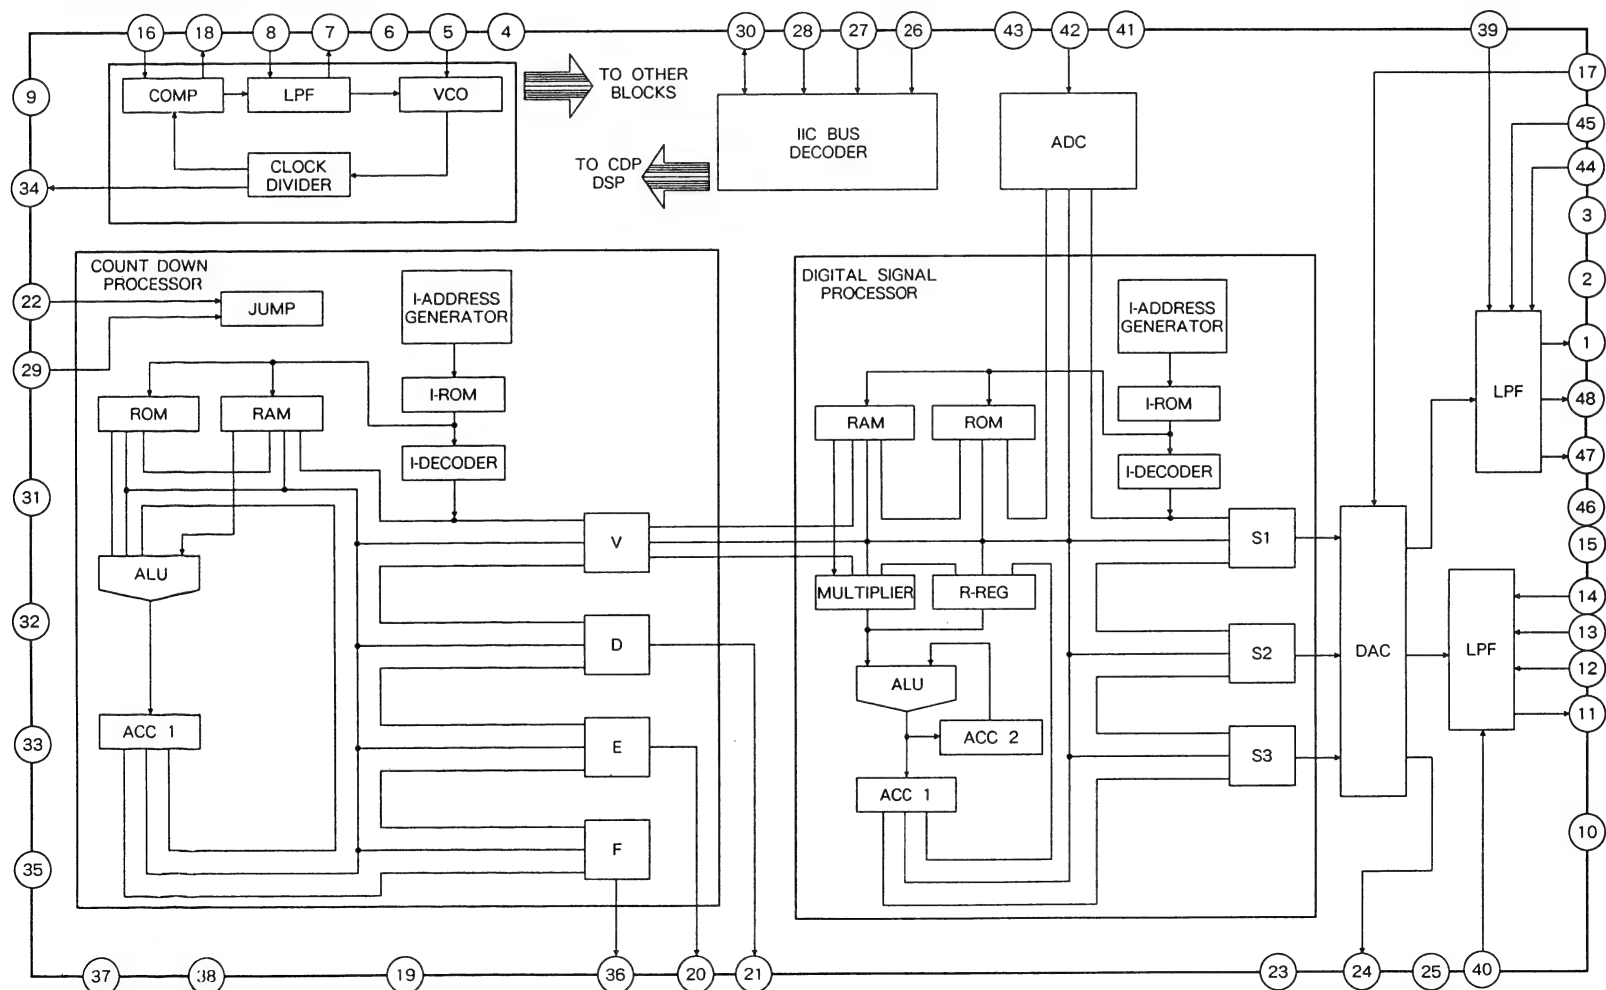 16 18 8 7 6 5 4 30 28 27 26 43 42 41 39
9
17
COMP
LPF
VCO
TO OTHER
BLOCKS
IIC BUS
DECODER
ADC
45
CLOCK
DIVIDER
TO CDP
DSP
34
44
3
COUNT DOWN
PROCESSOR
JUMP
I-ADDRESS
GENERATOR
DIGITAL SIGNAL
PROCESSOR
I-ADDRESS
GENERATOR
22
2
29
1
ROM
RAM
I-ROM
RAM
ROM
I-ROM
LPF
48
I-DECODER
I-DECODER
47
31
46
V
S1
15
ALU
MULTIPLIER
R-REG
14
32
D
S2
DAC
LPF
13
12
ALU
11
ACC 1
33
E
ACC 2
S3
ACC 1
10
F
35
37 38 19 36 20 21 23 24 25 40